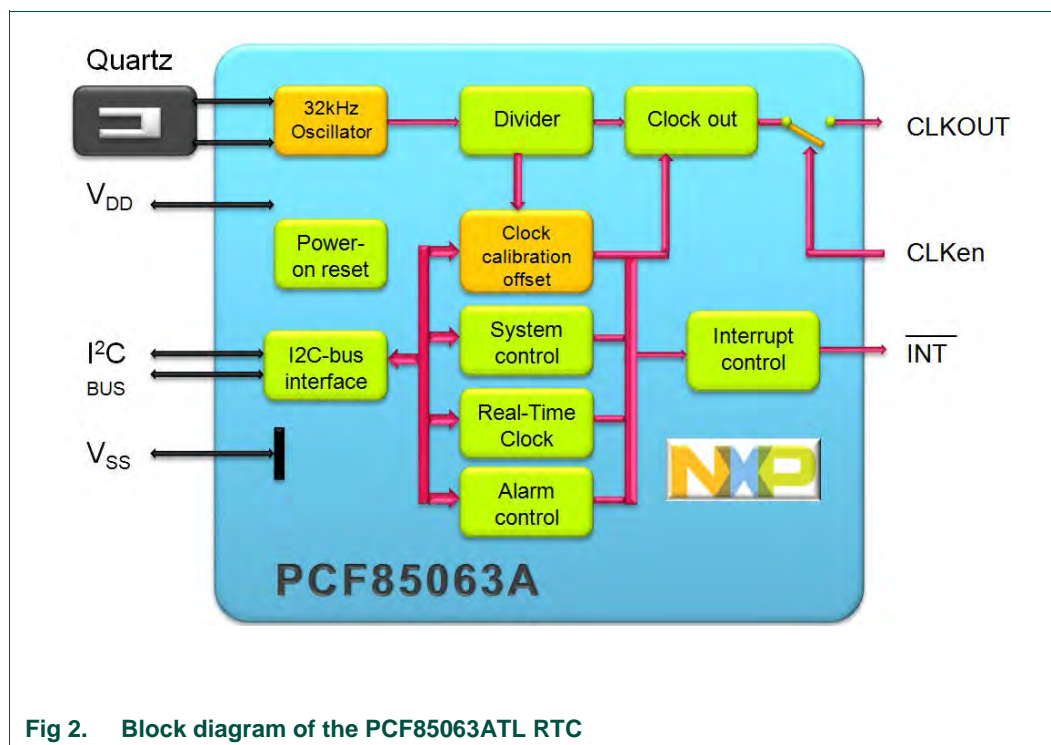 Quartz
32kHz
Oscillator
Divider
Clock out
CLKOUT
V_DD
Power-
on reset
Clock
calibration
offset
CLKen
I²C
BUS
I2C-bus
interface
System
control
Interrupt
control
INT
Real-Time
Clock
V_SS
NXP
Alarm
control
PCF85063A
Fig 2. Block diagram of the PCF85063ATL RTC